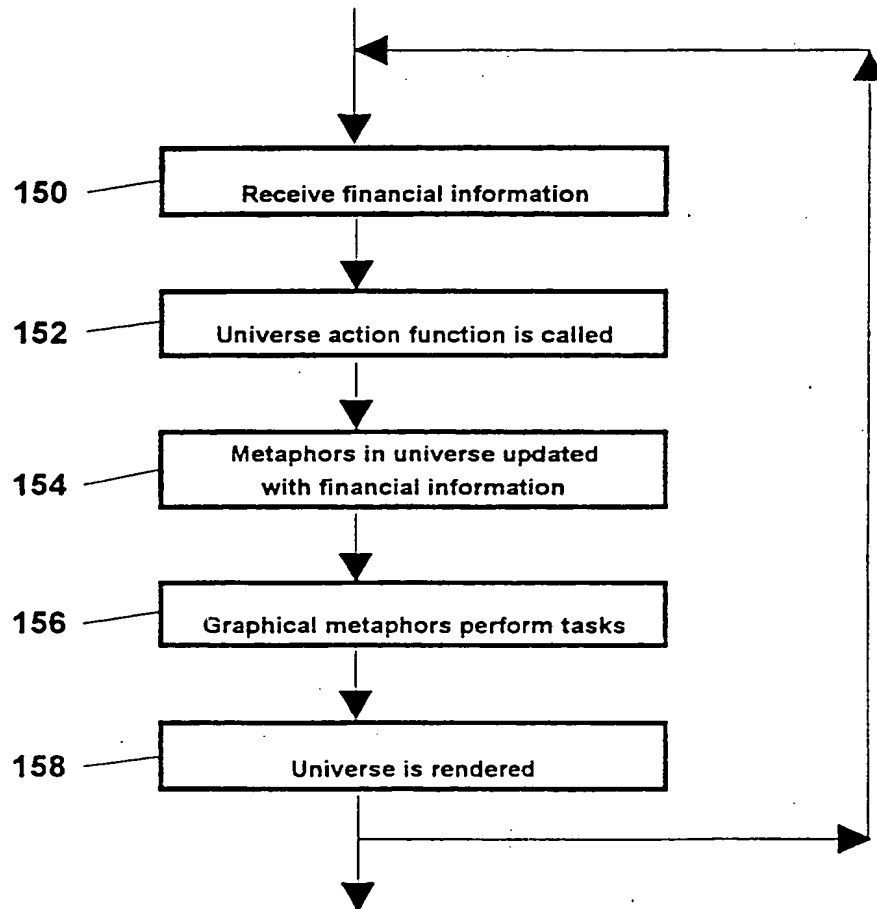 150
Receive financial information
152
Universe action function is called
154
Metaphors in universe updated
with financial information
156
Graphical metaphors perform tasks
158
Universe is rendered